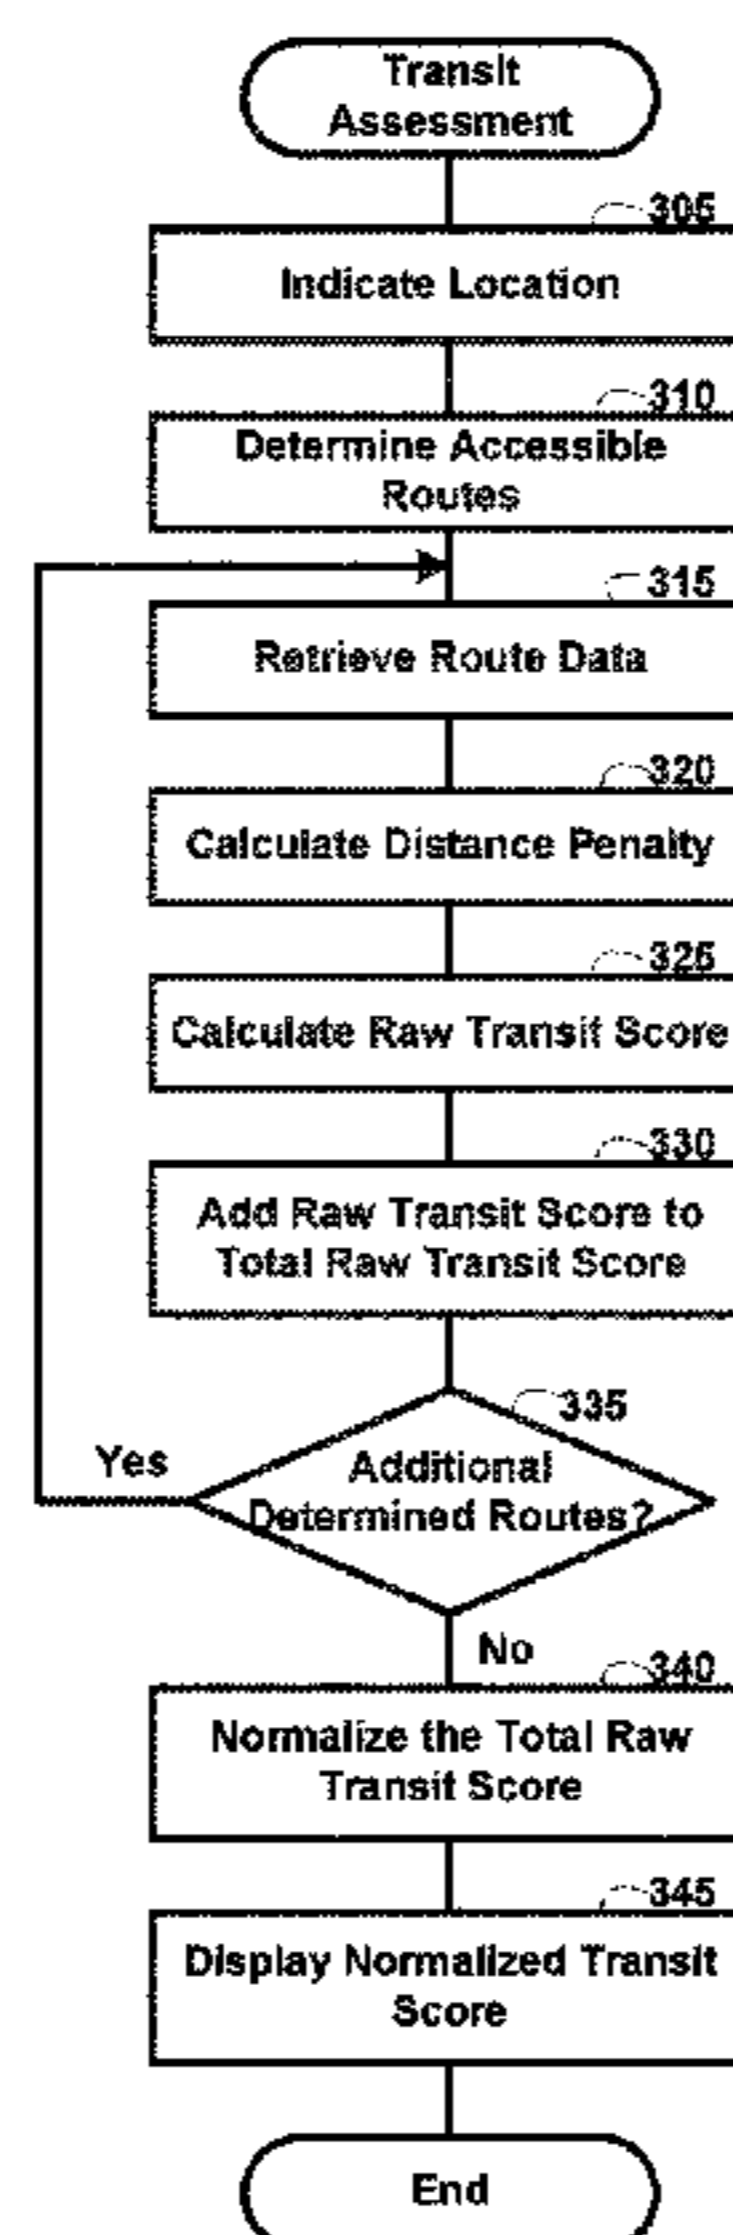 Transit
Assessment
305
Indicate Location
310
Determine Accessible
Routes
315
Retrieve Route Data
320
Calculate Distance Penalty
325
Calculate Raw Transit Score
330
Add Raw Transit Score to
Total Raw Transit Score
335
Yes
Additional
Determined Routes?
No
340
Normalize the Total Raw
Transit Score
345
Display Normalized Transit
Score
End